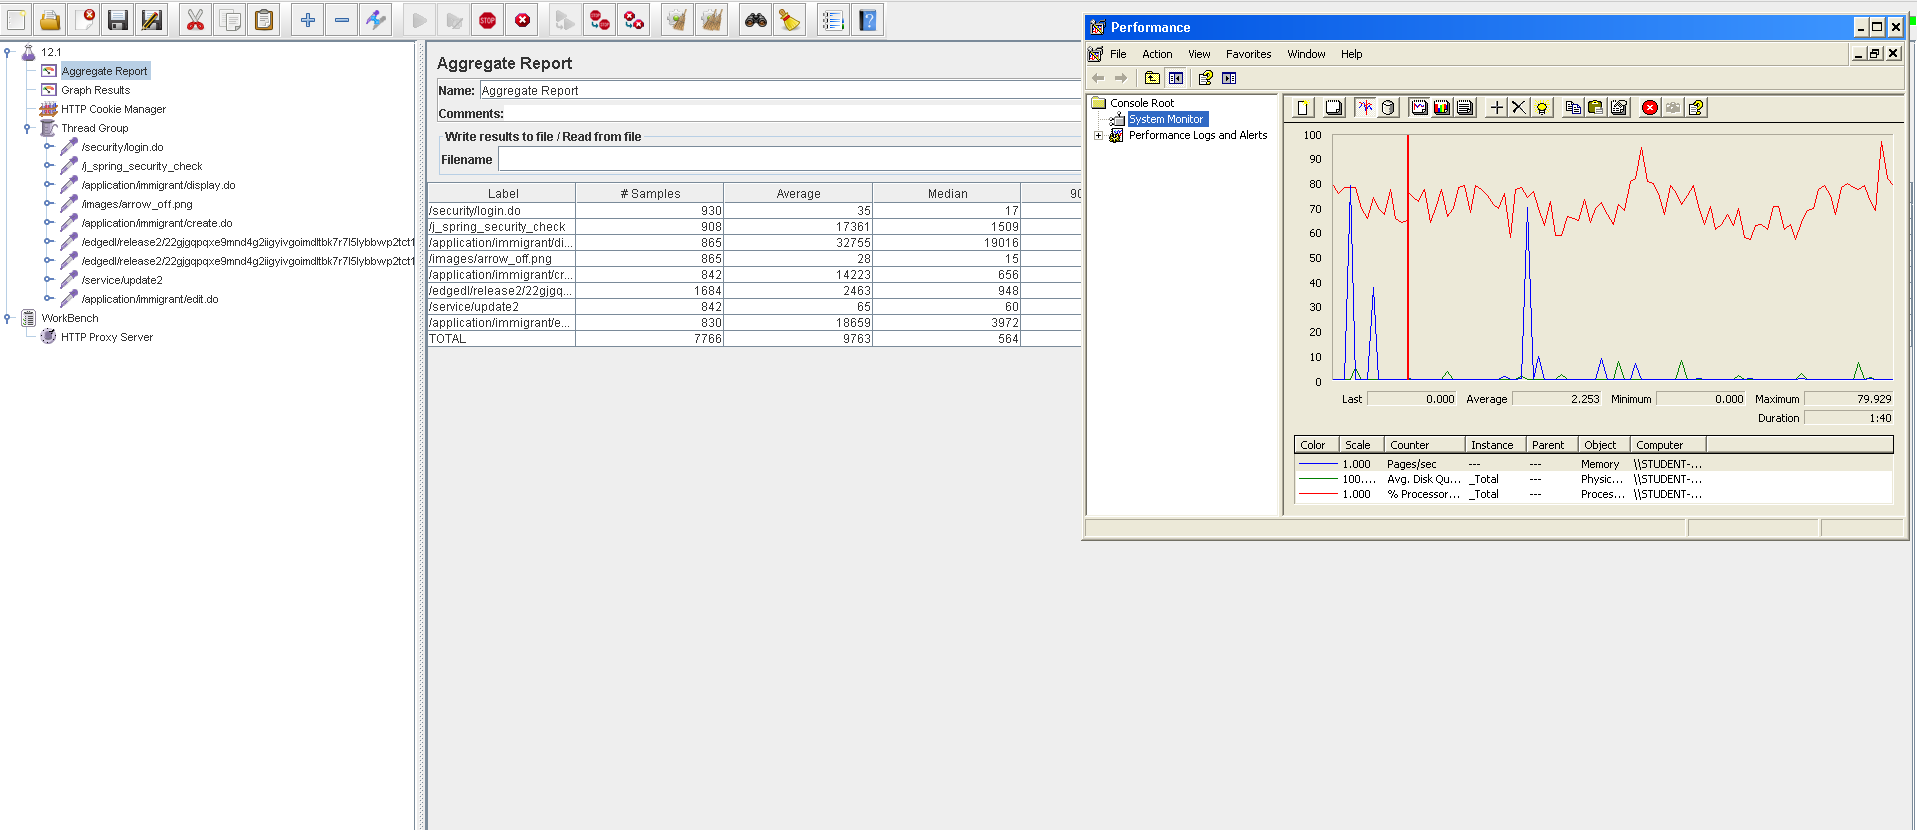 12.1
Aggregate Report
Graph Results
HTTP Cookie Manager
Thread Group
/security/login.do
/j_spring_security_check
/application/immigrant/display.do
/images/arrow_off.png
/application/immigrant/create.do
/edgedl/release2/22gjgqpqxe9mnd4g2iigyivgoimdltbk7r7l5lybbwp2tct1
/edgedl/release2/22gjgqpqxe9mnd4g2iigyivgoimdltbk7r7l5lybbwp2tct1
/service/update2
/application/immigrant/edit.do
WorkBench
HTTP Proxy Server
Aggregate Report
Name: Aggregate Report
Comments:
Write results to file / Read from file
Filename
Label # Samples Average Median 90
/security/login.do 930 35 17
/j_spring_security_check 908 17361 1509
/application/immigrant/di... 865 32755 19016
/images/arrow_off.png 865 28 15
/application/immigrant/cr... 842 14223 656
/edgedl/release2/22gjgq... 1684 2463 948
/service/update2 842 65 60
/application/immigrant/e... 830 18659 3972
TOTAL 7766 9763 564
Performance
File Action View Favorites Window Help
Console Root
System Monitor
Performance Logs and Alerts
100
90
80
70
60
50
40
30
20
10
0
Last 0.000 Average 2.253 Minimum 0.000 Maximum 79.929
Duration 1:40
Color Scale Counter Instance Parent Object Computer
1.000 Pages/sec --- --- Memory \\STUDENT-...
100.... Avg. Disk Qu... _Total --- Physic... \\STUDENT-...
1.000 % Processor... _Total --- Proces... \\STUDENT-...
STOP